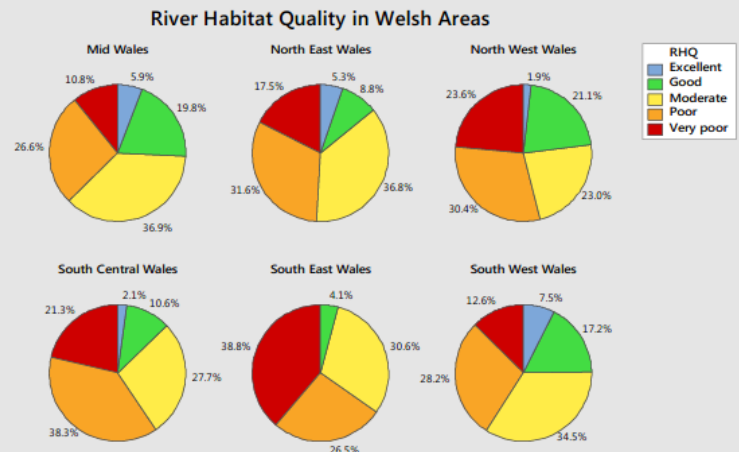 River Habitat Quality in Welsh Areas
Mid Wales
10.8%
5.9%
19.8%
26.6%
36.9%
North East Wales
17.5%
5.3%
8.8%
31.6%
36.8%
North West Wales
1.9%
23.6%
21.1%
30.4%
23.0%
RHQ
Excellent
Good
Moderate
Poor
Very poor
South Central Wales
2.1%
10.6%
21.3%
27.7%
38.3%
South East Wales
4.1%
38.8%
30.6%
26.5%
South West Wales
12.6%
7.5%
17.2%
28.2%
34.5%